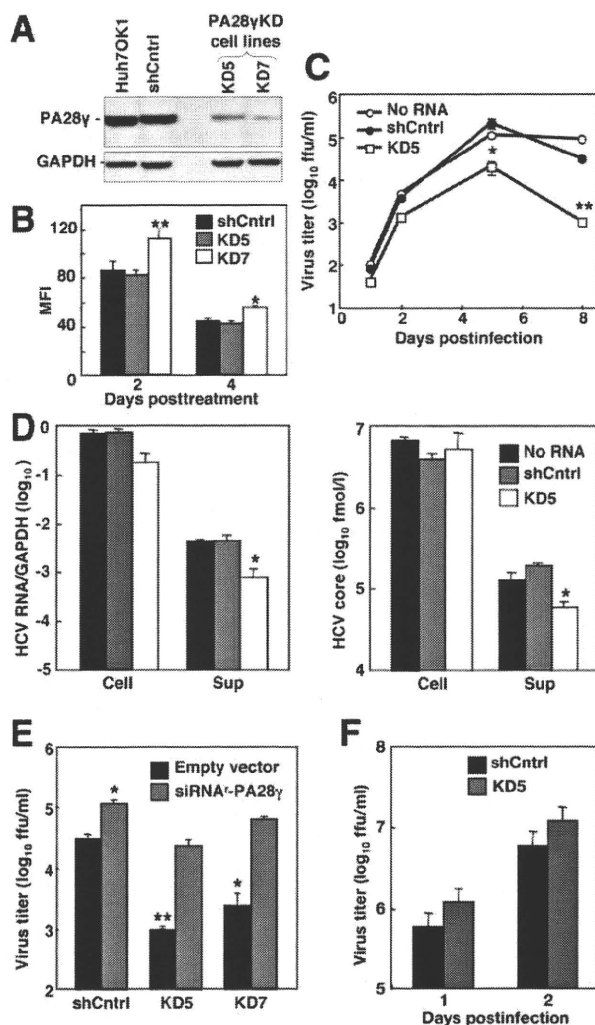 A
Huh7OK1
shCntrl
PA28γKD
cell lines
KD5
KD7
PA28γ
GAPDH
B
shCntrl
KD5
KD7
MFI
120
80
40
0
**
*
2
4
Days posttreatment
C
No RNA
shCntrl
KD5
Virus titer (log10 ffu/ml)
6
5
4
3
2
1
*
**
0
2
4
6
8
Days postinfection
D
HCV RNA/GAPDH (log10)
-0
-1
-2
-3
-4
-5
*
Cell
Sup
No RNA
shCntrl
KD5
HCV core (log10 fmol/l)
7
6
5
4
*
Cell
Sup
E
Empty vector
siRNAr-PA28γ
Virus titer (log10 ffu/ml)
6
5
4
3
2
*
**
*
shCntrl
KD5
KD7
F
shCntrl
KD5
Virus titer (log10 ffu/ml)
8
7
6
5
1
2
Days postinfection